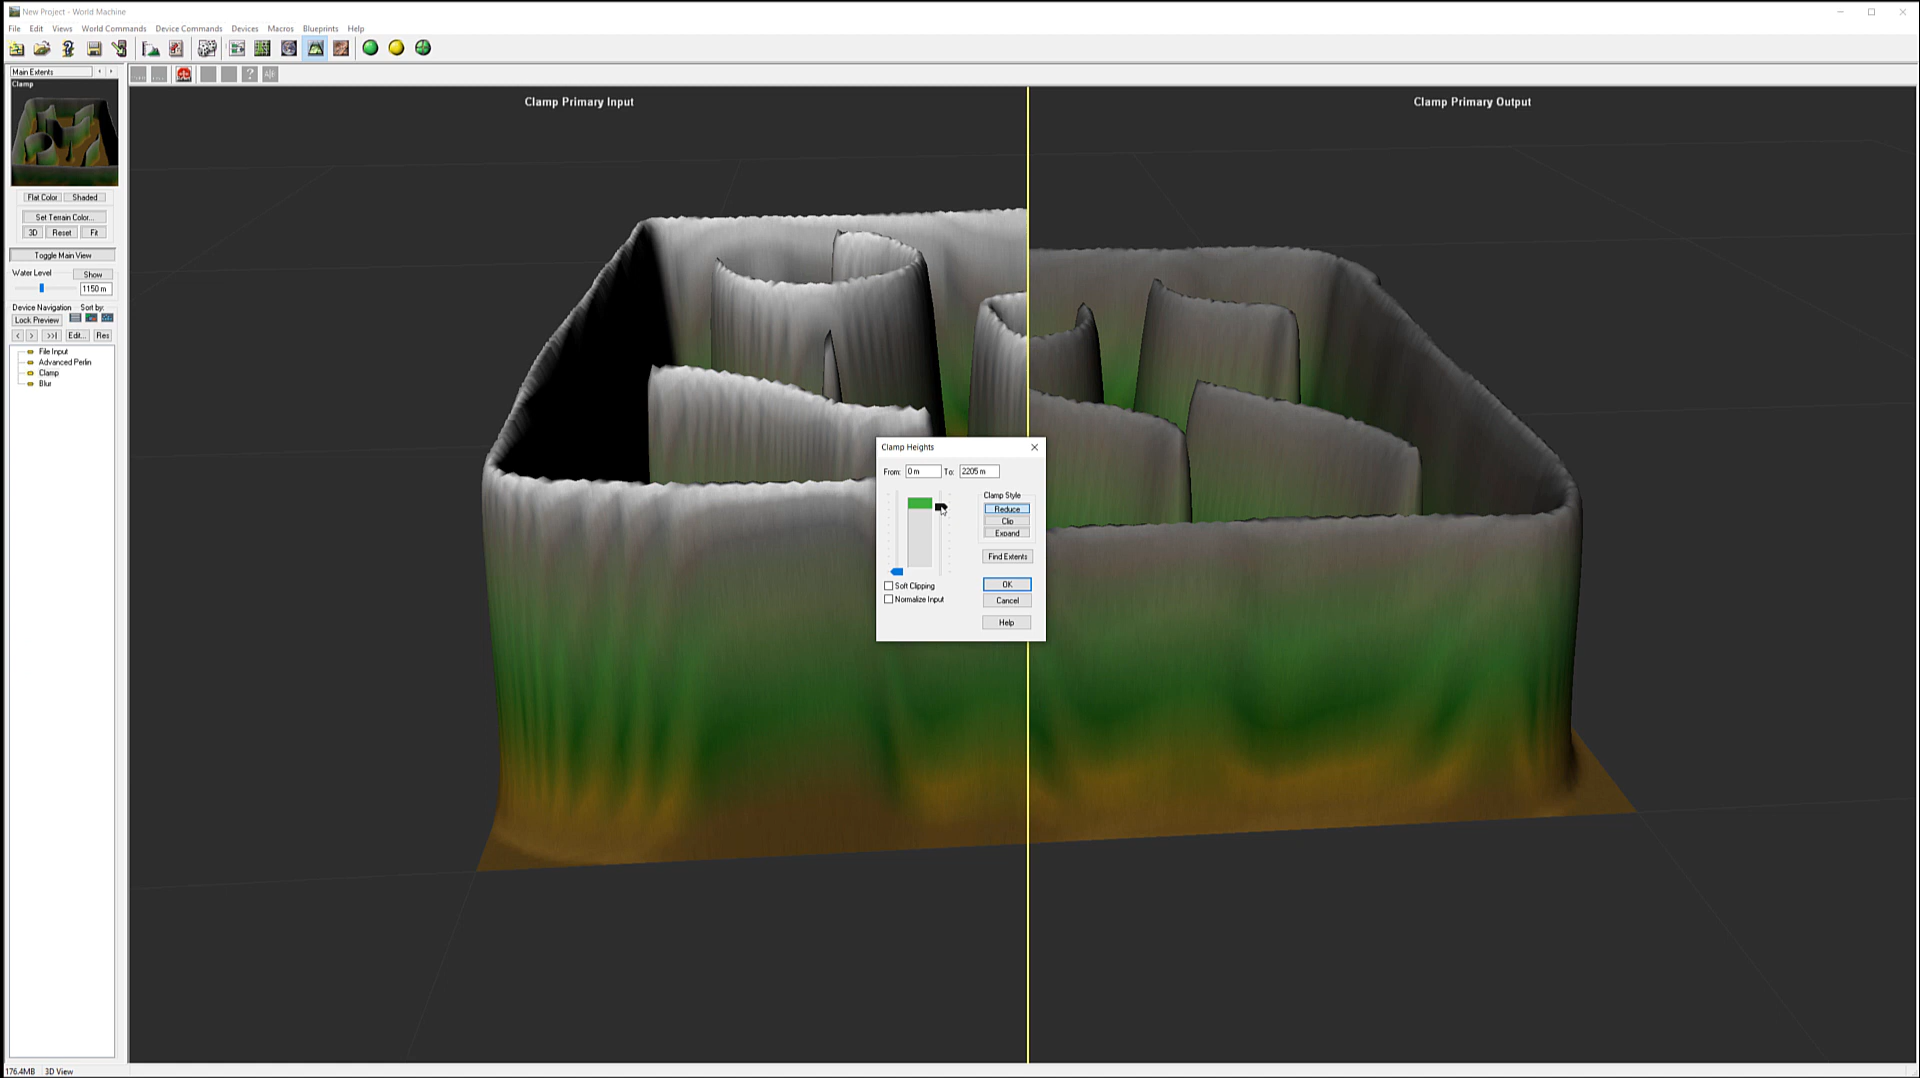 New Project - World Machine
File Edit Views World Commands Device Commands Devices Macros Blueprints Help
Main Extents
Clamp
Flat Color Shaded
Set Terrain Color...
3D Reset Fit
Toggle Main View
Water Level Show
1150 m
Device Navigation Sort by:
Lock Preview
< > >>| Edit... Res
File Input
Advanced Perlin
Clamp
Blur
Clamp Primary Input
Clamp Primary Output
Clamp Heights
From: 0 m To: 2205 m
Clamp Style
Reduce
Clip
Expand
Find Extents
Soft Clipping
OK
Normalize Input
Cancel
Help
176.4MB 3D View